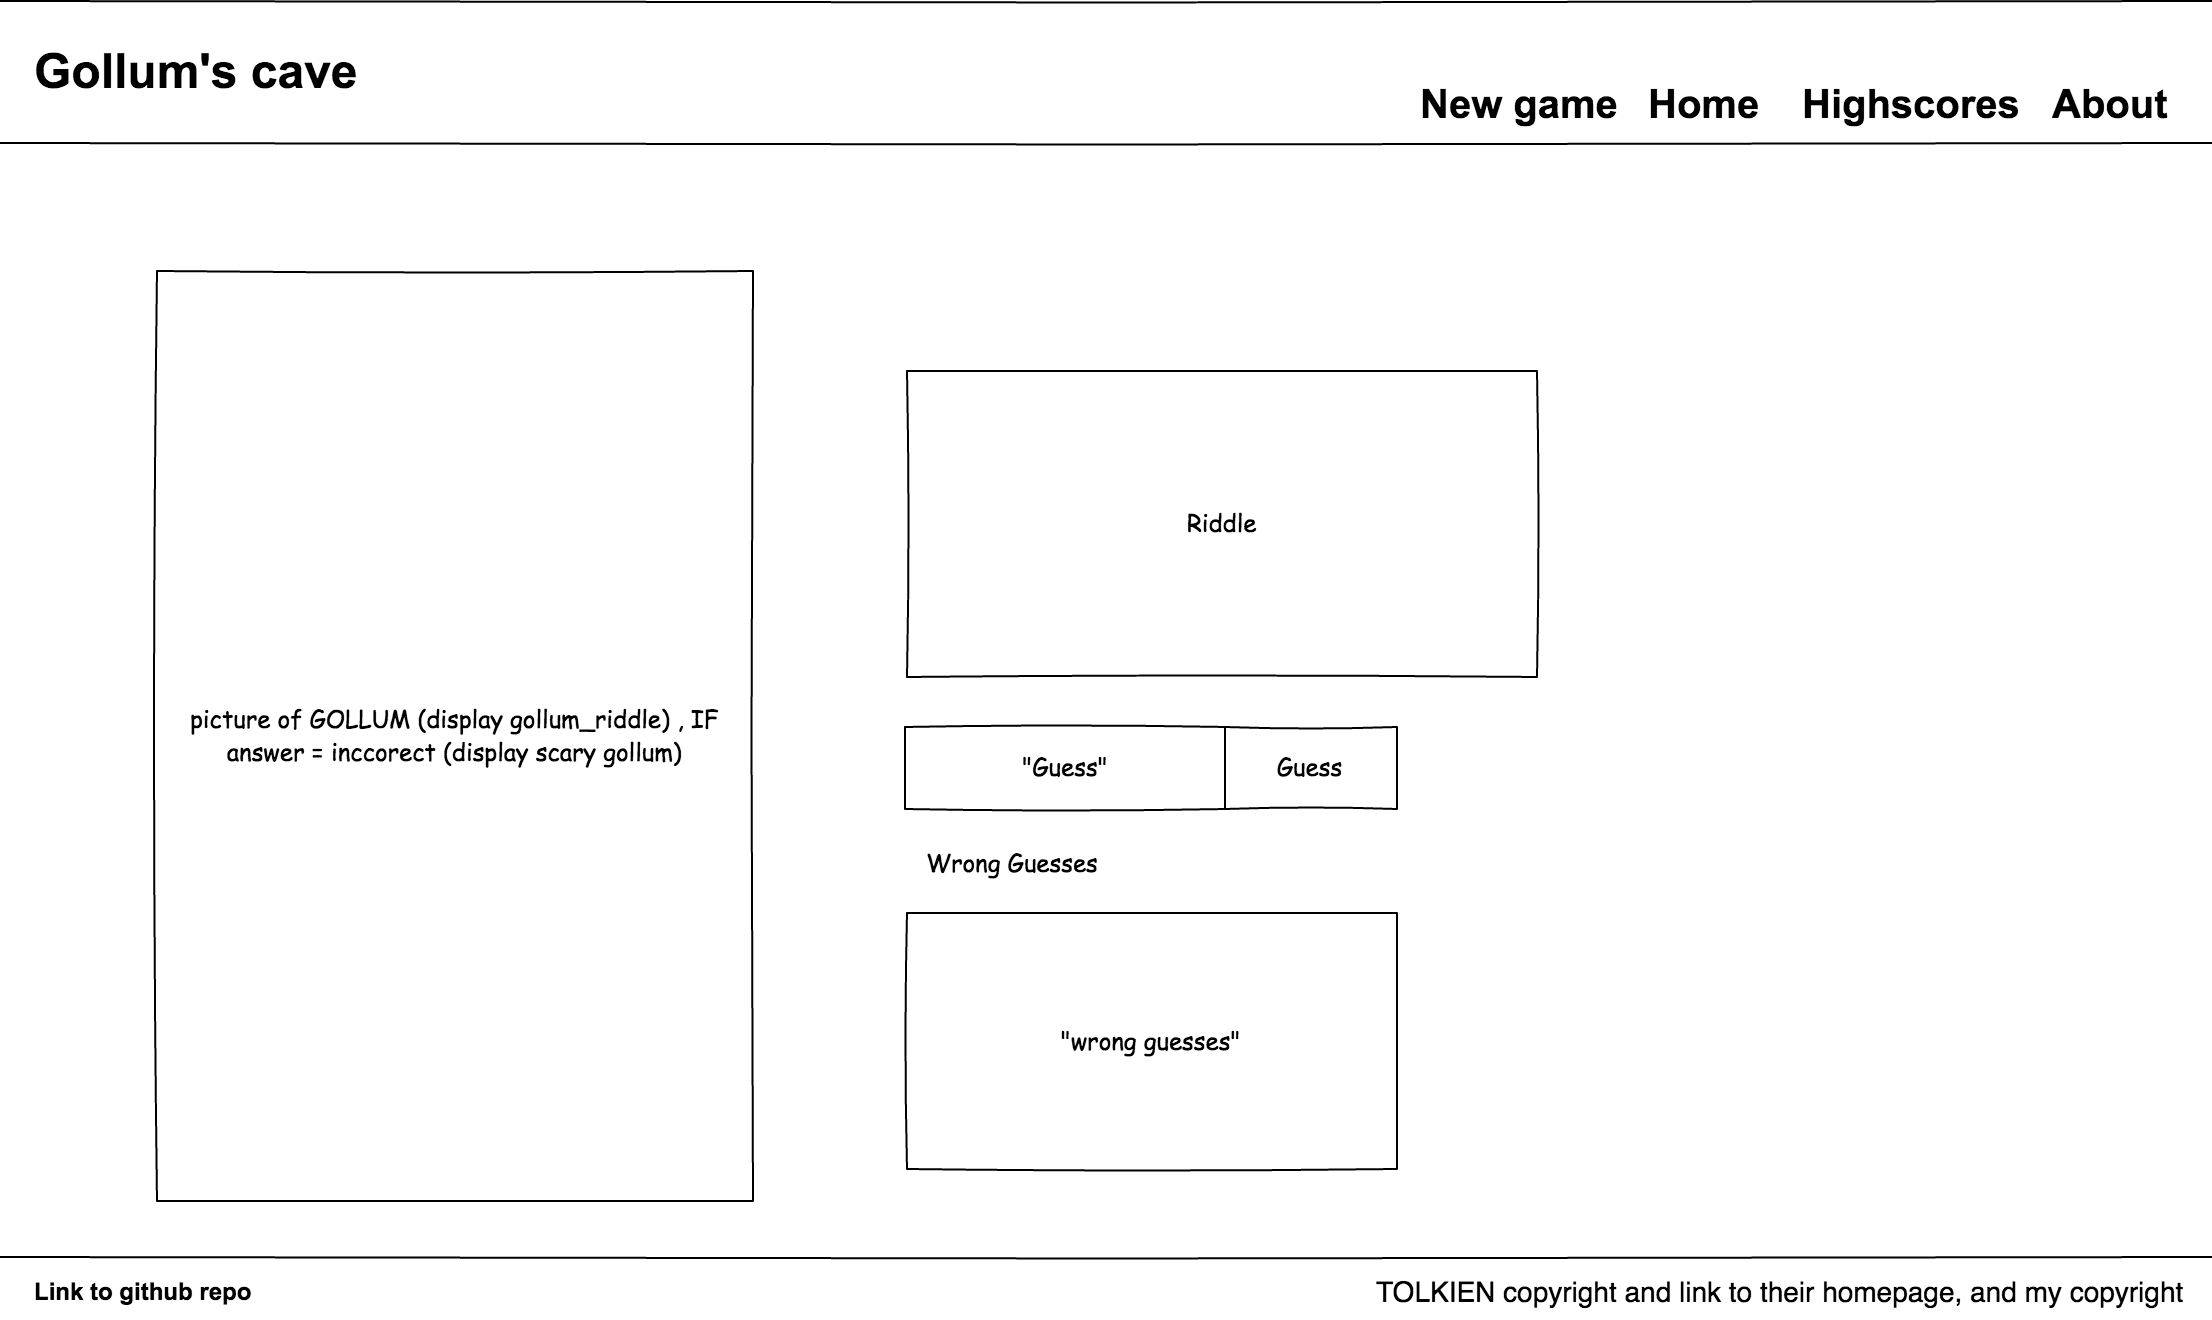 Gollum's cave
New game Home Highscores About
picture of GOLLUM (display gollum_riddle) , IF
answer = inccorect (display scary gollum)
Riddle
"Guess" Guess
Wrong Guesses
"wrong guesses"
Link to github repo
TOLKIEN copyright and link to their homepage, and my copyright